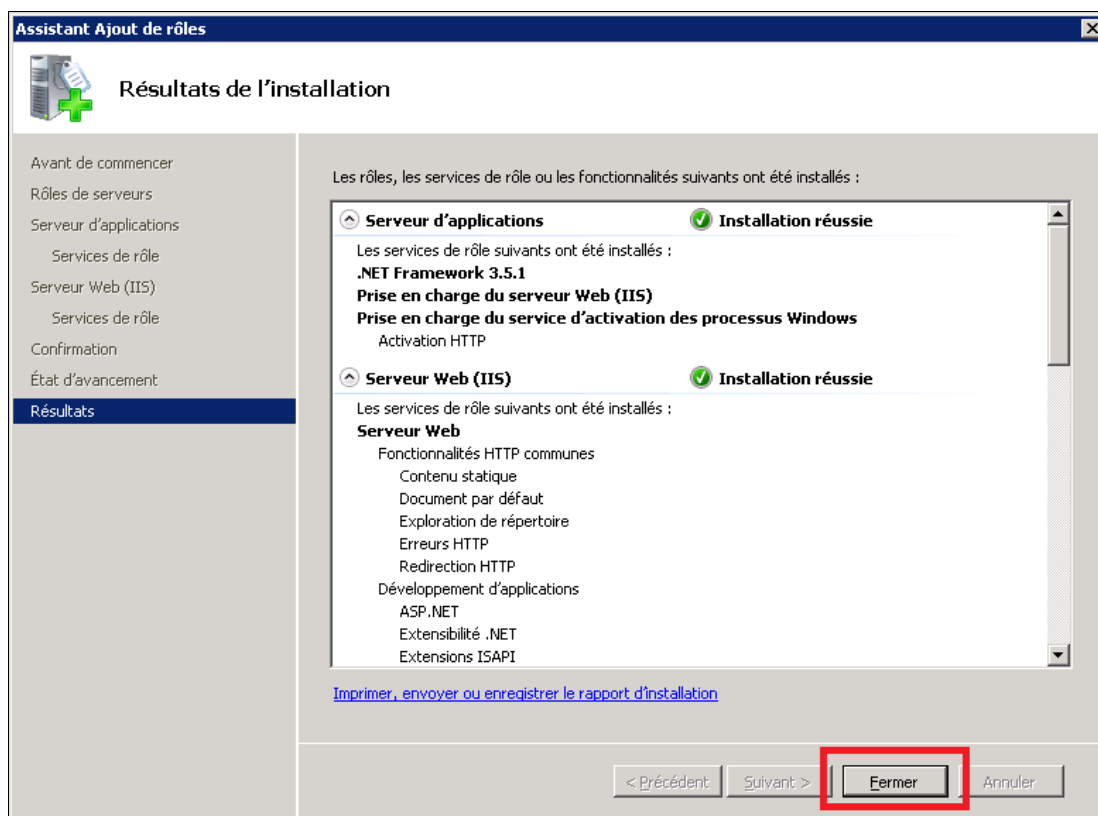 Assistant Ajout de rôles
Résultats de l'installation
Avant de commencer
Rôles de serveurs
Serveur d'applications
Services de rôle
Serveur Web (IIS)
Services de rôle
Confirmation
État d'avancement
Résultats
Les rôles, les services de rôle ou les fonctionnalités suivants ont été installés :
Serveur d'applications Installation réussie
Les services de rôle suivants ont été installés :
.NET Framework 3.5.1
Prise en charge du serveur Web (IIS)
Prise en charge du service d'activation des processus Windows
Activation HTTP
Serveur Web (IIS) Installation réussie
Les services de rôle suivants ont été installés :
Serveur Web
Fonctionnalités HTTP communes
Contenu statique
Document par défaut
Exploration de répertoire
Erreurs HTTP
Redirection HTTP
Développement d'applications
ASP.NET
Extensibilité .NET
Extensions ISAPI
Imprimer, envoyer ou enregistrer le rapport d'installation
< Précédent Suivant > Fermer Annuler